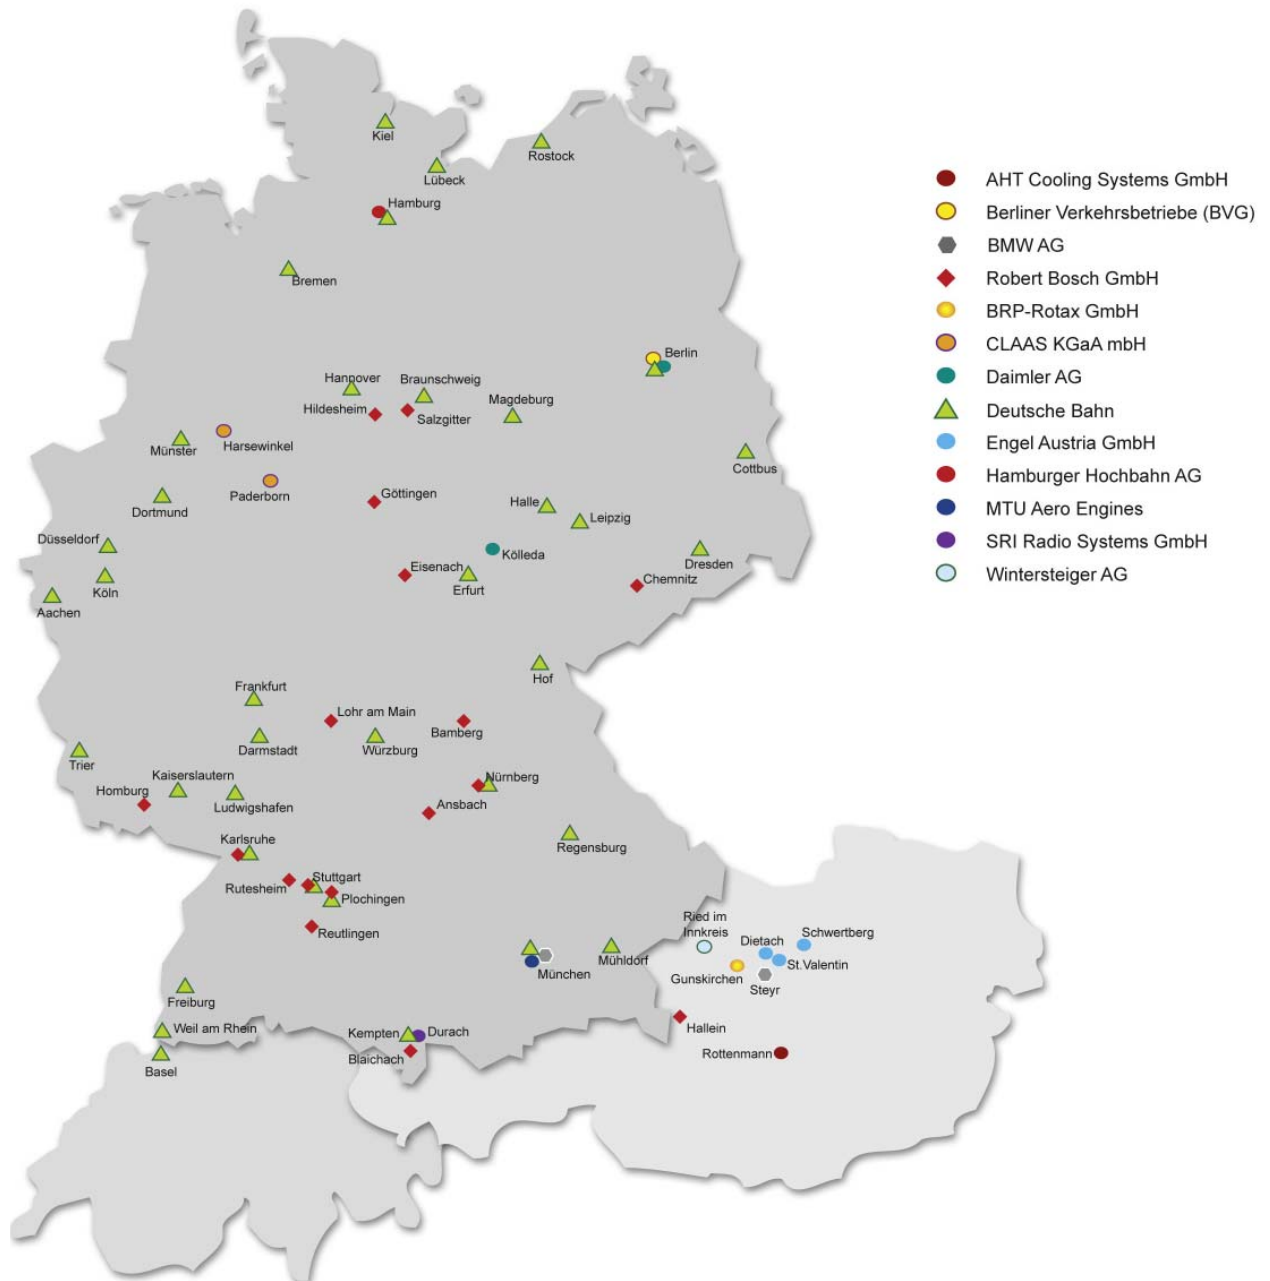 Kiel
Rostock
Lübeck
AHT Cooling Systems GmbH
Hamburg
Berliner Verkehrsbetriebe (BVG)
BMW AG
Bremen
Robert Bosch GmbH
BRP-Rotax GmbH
CLAAS KGaA mbH
Berlin
Daimler AG
Hannover
Braunschweig
Magdeburg
Deutsche Bahn
Hildesheim
Salzgitter
Engel Austria GmbH
Münster
Harsewinkel
Cottbus
Hamburger Hochbahn AG
Paderborn
Göttingen
Halle
Dortmund
Leipzig
MTU Aero Engines
Düsseldorf
SRI Radio Systems GmbH
Kölleda
Dresden
Eisenach
Wintersteiger AG
Köln
Erfurt
Chemnitz
Aachen
Hof
Frankfurt
Lohr am Main
Bamberg
Darmstadt
Würzburg
Trier
Kaiserslautern
Nürnberg
Homburg
Ludwigshafen
Ansbach
Karlsruhe
Regensburg
Stuttgart
Rutesheim
Plochingen
Reutlingen
Ried im
Innkreis
Schwertberg
Dietach
St.Valentin
Mühldorf
München
Gunskirchen
Steyr
Freiburg
Weil am Rhein
Hallein
Kempten
Durach
Blaichach
Rottenmann
Basel